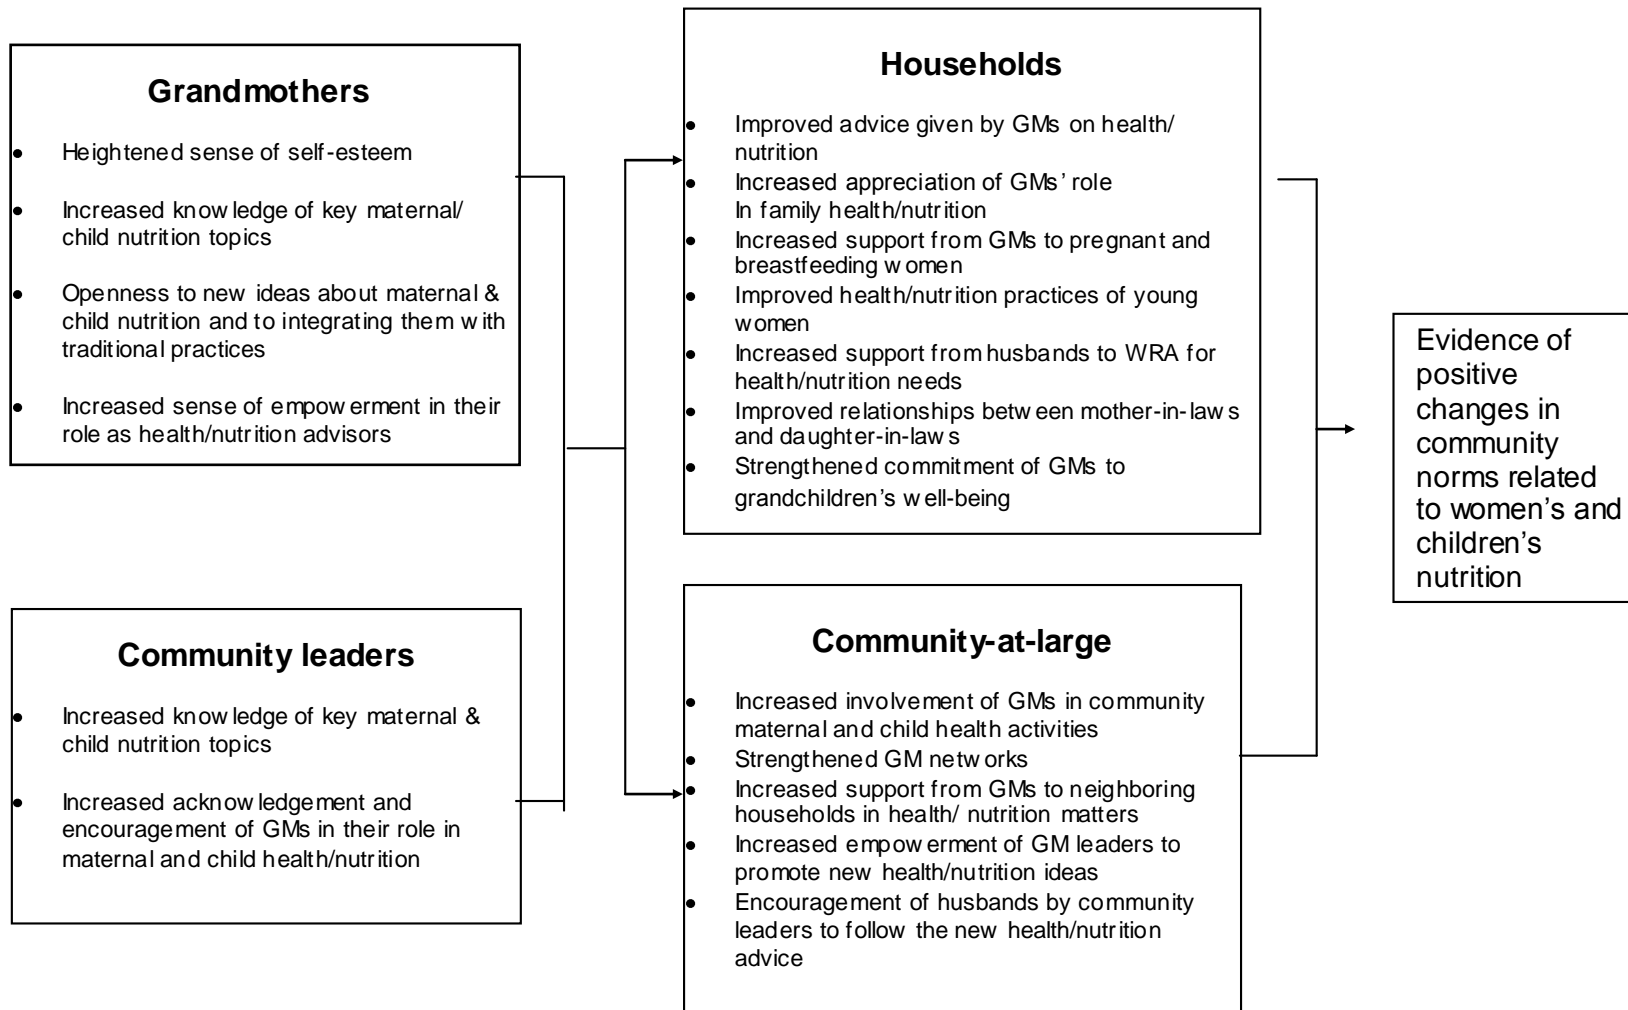 Grandmothers
• Heightened sense of self-esteem
• Increased knowledge of key maternal/
child nutrition topics
• Openness to new ideas about maternal &
child nutrition and to integrating them with
traditional practices
• Increased sense of empowerment in their
role as health/nutrition advisors
Community leaders
• Increased knowledge of key maternal &
child nutrition topics
• Increased acknowledgement and
encouragement of GMs in their role in
maternal and child health/nutrition
Households
• Improved advice given by GMs on health/
nutrition
• Increased appreciation of GMs’ role
In family health/nutrition
• Increased support from GMs to pregnant and
breastfeeding women
• Improved health/nutrition practices of young
women
• Increased support from husbands to WRA for
health/nutrition needs
• Improved relationships between mother-in-laws
and daughter-in-laws
• Strengthened commitment of GMs to
grandchildren’s well-being
Community-at-large
• Increased involvement of GMs in community
maternal and child health activities
• Strengthened GM networks
• Increased support from GMs to neighboring
households in health/ nutrition matters
• Increased empowerment of GM leaders to
promote new health/nutrition ideas
• Encouragement of husbands by community
leaders to follow the new health/nutrition
advice
Evidence of
positive
changes in
community
norms related
to women’s and
children’s
nutrition